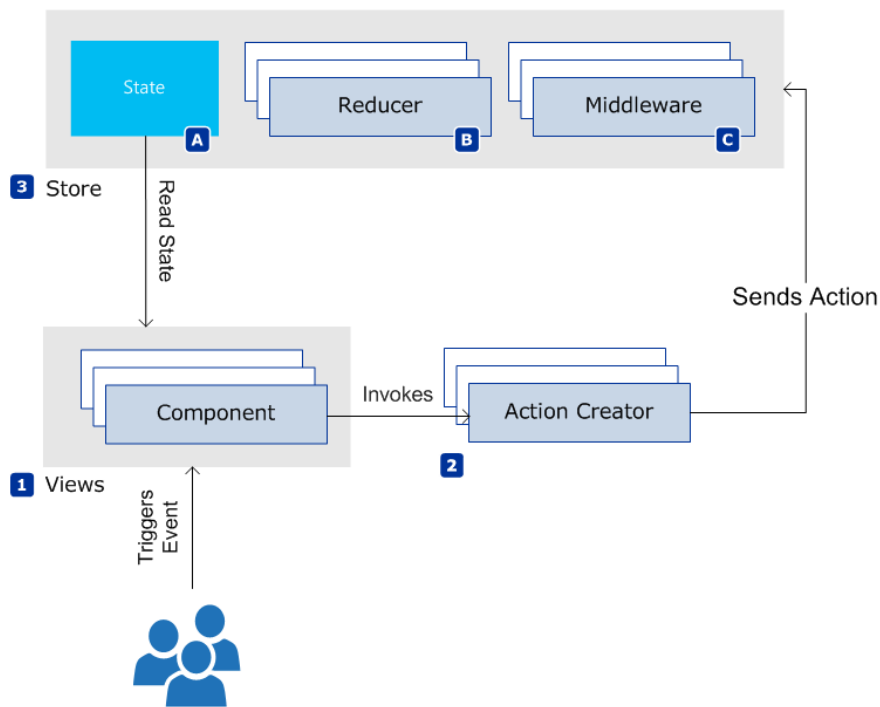 State
A
Reducer
B
Middleware
C
3 Store
Read State
Sends Action
Component
Invokes
Action Creator
2
1 Views
Triggers
Event